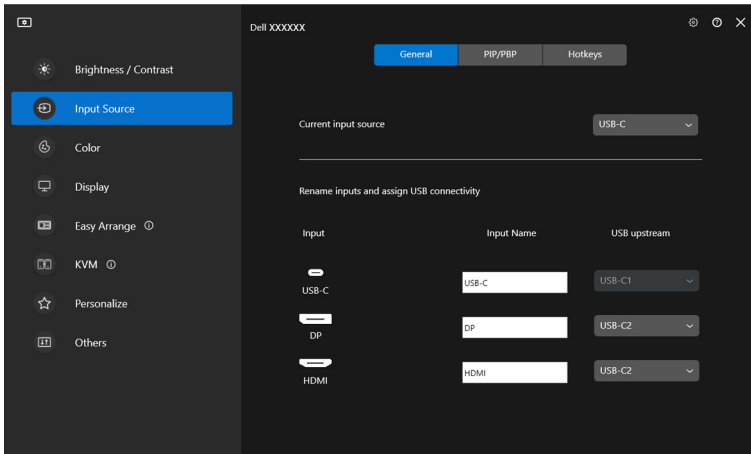 Dell XXXXXX
General PIP/PBP Hotkeys
Brightness / Contrast
Input Source
Color
Display
Easy Arrange
KVM
Personalize
Others
Current input source USB-C
Rename inputs and assign USB connectivity
Input Input Name USB upstream
USB-C USB-C USB-C1
DP DP USB-C2
HDMI HDMI USB-C2